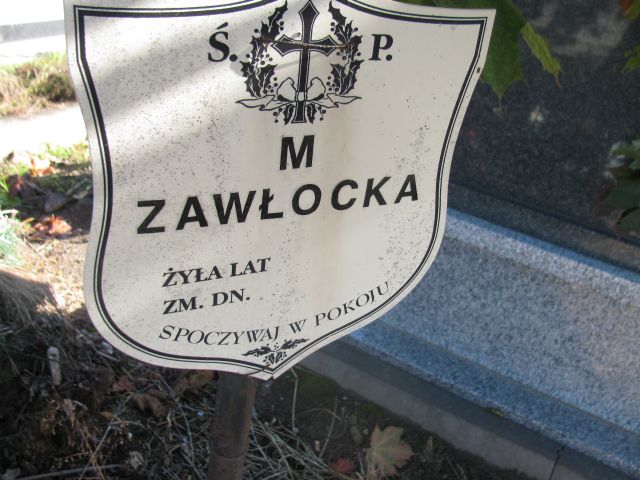 Ś. P.
M
ZAWŁOCKA
ŻYŁA LAT
ZM. DN.
SPOCZYWAJ W POKOJU